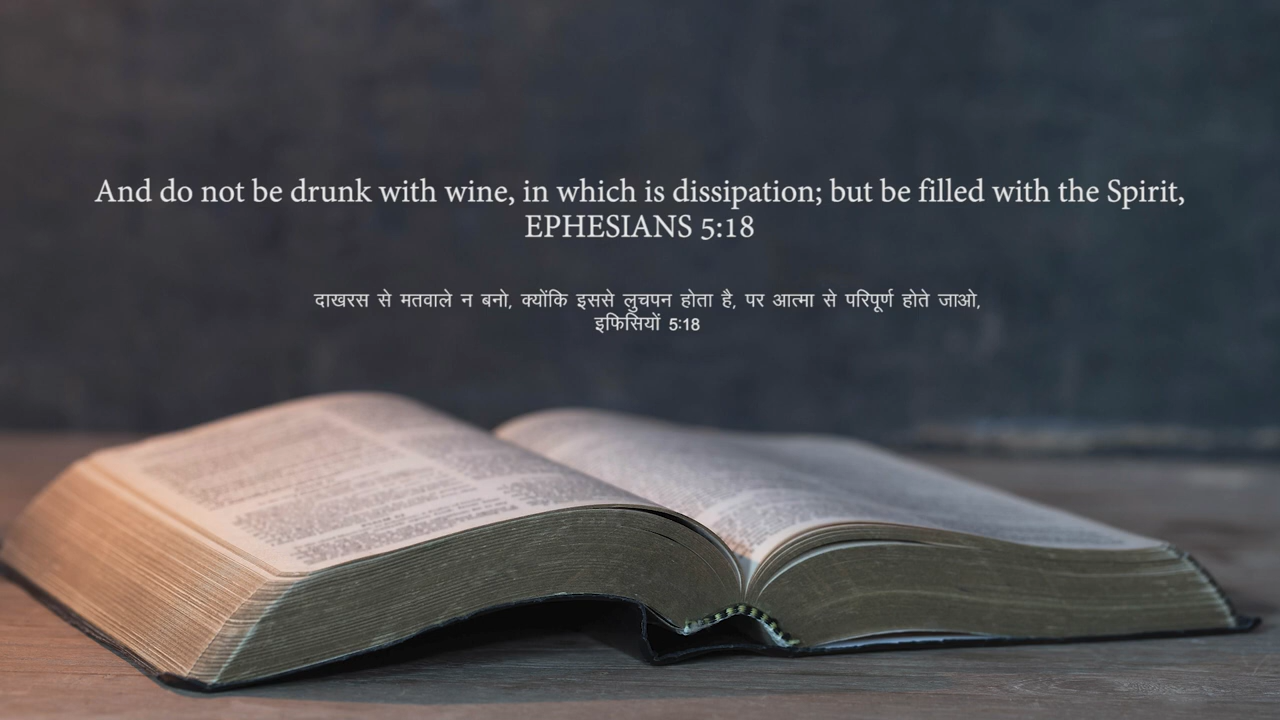 And do not be drunk with wine, in which is dissipation; but be filled with the Spirit,
EPHESIANS 5:18
दाखरस से मतवाले न बनो, क्योंकि इससे लुचपन होता है, पर आत्मा से परिपूर्ण होते जाओ,
इफिसियों 5:18